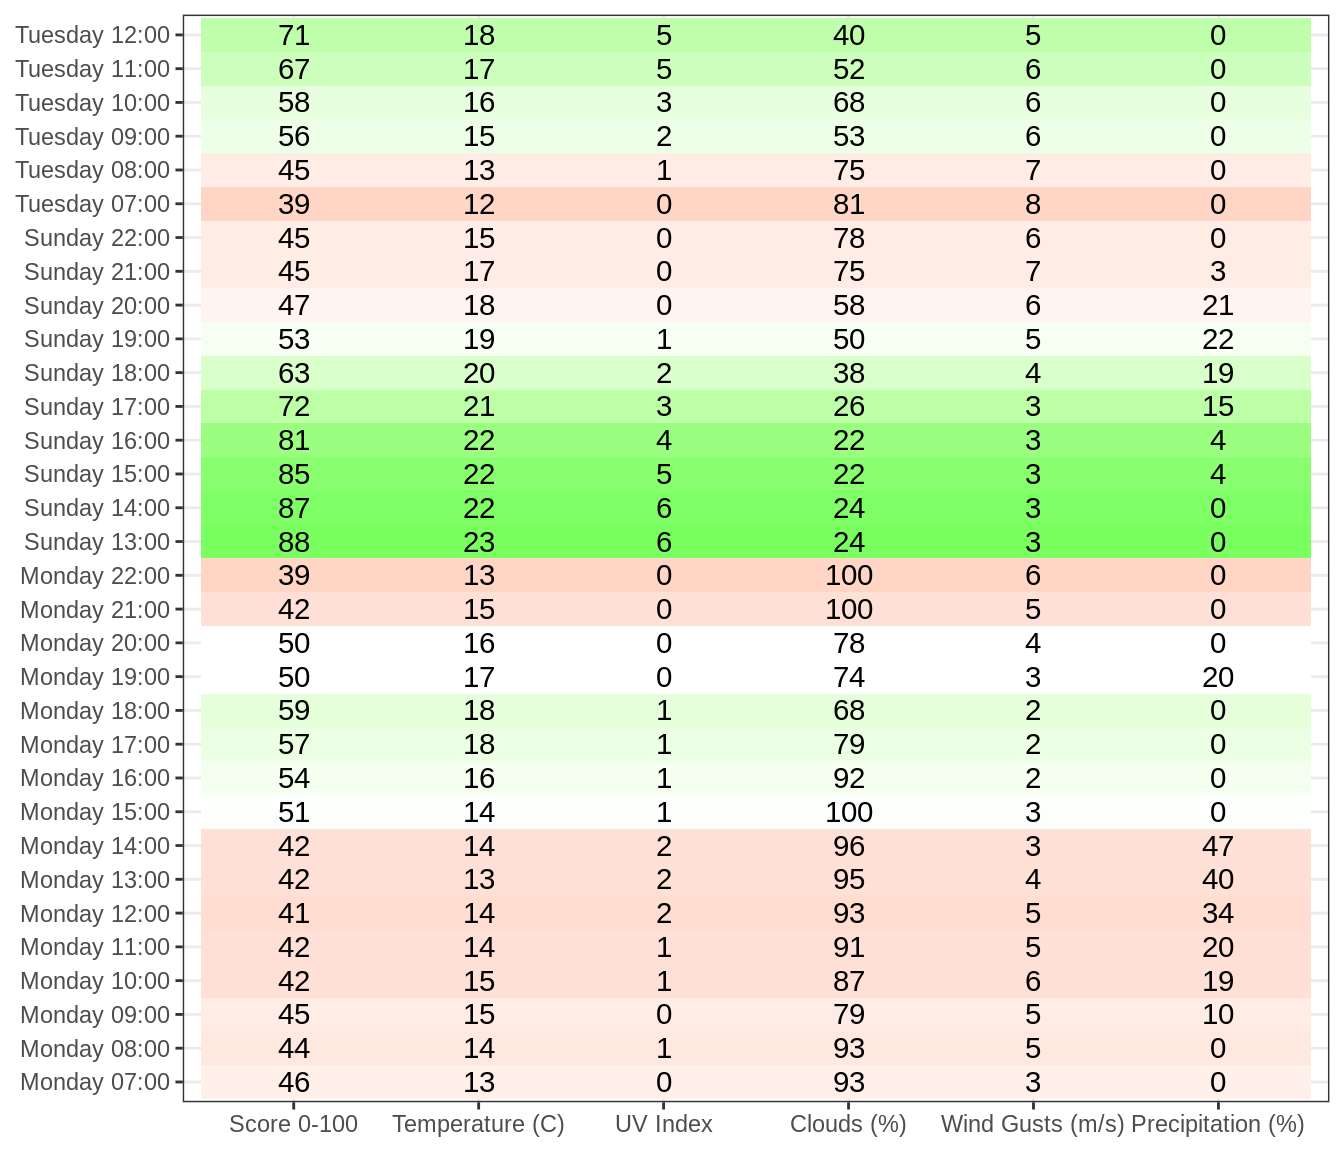 Tuesday 12:00 71 18 5 40 5 0
Tuesday 11:00 67 17 5 52 6 0
Tuesday 10:00 58 16 3 68 6 0
Tuesday 09:00 56 15 2 53 6 0
Tuesday 08:00 45 13 1 75 7 0
Tuesday 07:00 39 12 0 81 8 0
Sunday 22:00 45 15 0 78 6 0
Sunday 21:00 45 17 0 75 7 3
Sunday 20:00 47 18 0 58 6 21
Sunday 19:00 53 19 1 50 5 22
Sunday 18:00 63 20 2 38 4 19
Sunday 17:00 72 21 3 26 3 15
Sunday 16:00 81 22 4 22 3 4
Sunday 15:00 85 22 5 22 3 4
Sunday 14:00 87 22 6 24 3 0
Sunday 13:00 88 23 6 24 3 0
Monday 22:00 39 13 0 100 6 0
Monday 21:00 42 15 0 100 5 0
Monday 20:00 50 16 0 78 4 0
Monday 19:00 50 17 0 74 3 20
Monday 18:00 59 18 1 68 2 0
Monday 17:00 57 18 1 79 2 0
Monday 16:00 54 16 1 92 2 0
Monday 15:00 51 14 1 100 3 0
Monday 14:00 42 14 2 96 3 47
Monday 13:00 42 13 2 95 4 40
Monday 12:00 41 14 2 93 5 34
Monday 11:00 42 14 1 91 5 20
Monday 10:00 42 15 1 87 6 19
Monday 09:00 45 15 0 79 5 10
Monday 08:00 44 14 1 93 5 0
Monday 07:00 46 13 0 93 3 0
Score 0-100 Temperature (C) UV Index Clouds (%) Wind Gusts (m/s) Precipitation (%)